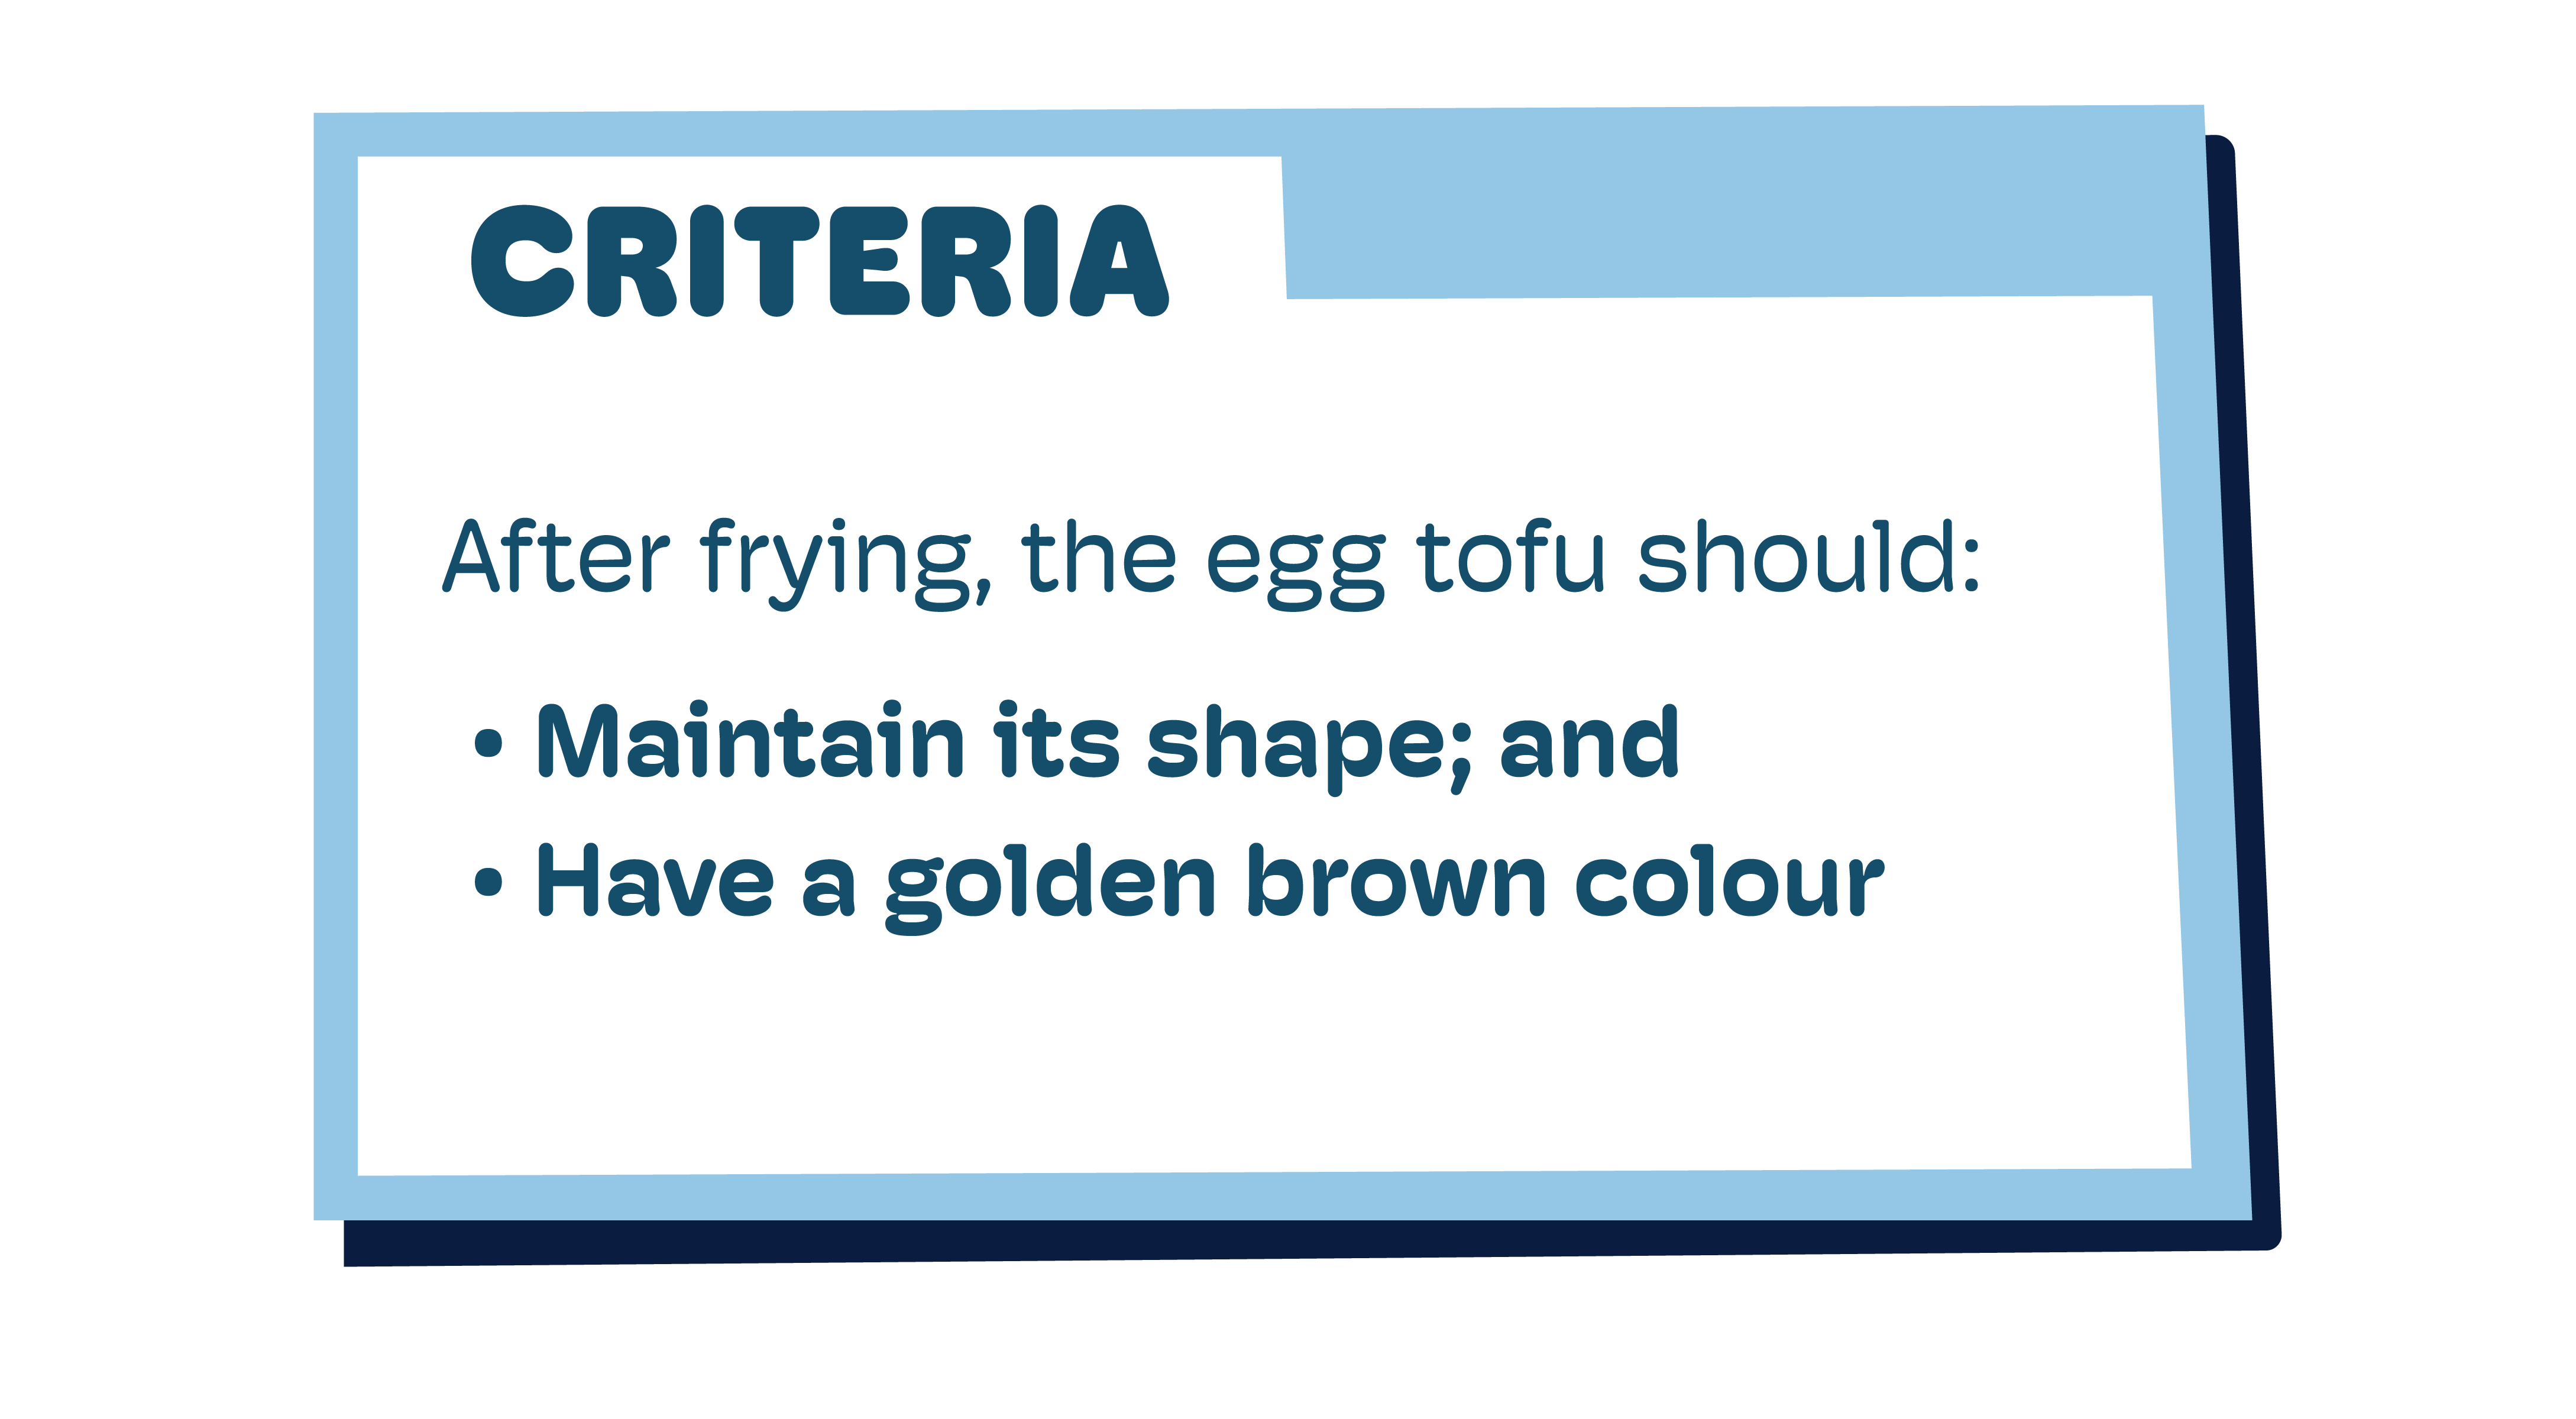 CRITERIA
After frying, the egg tofu should:
• Maintain its shape; and
• Have a golden brown colour